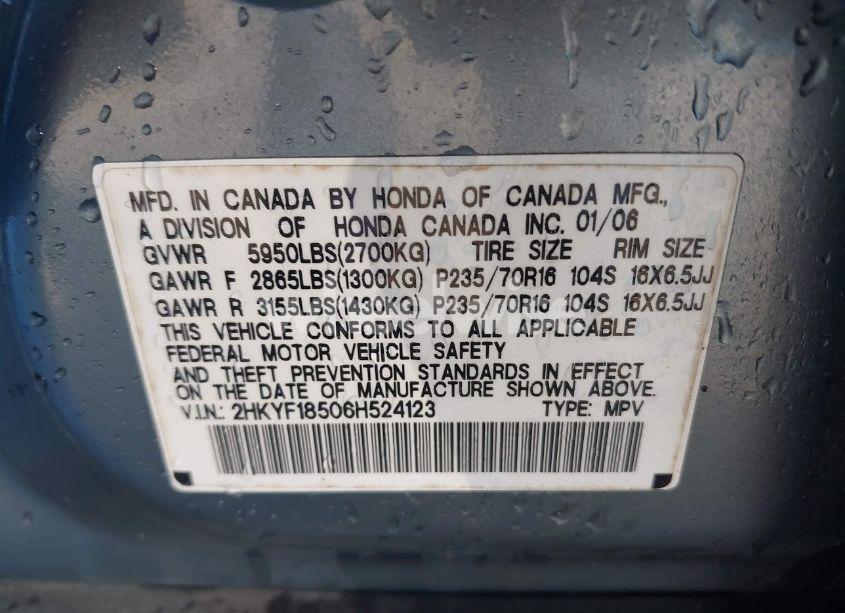 MFD. IN CANADA BY HONDA OF CANADA MFG.,
A DIVISION OF HONDA CANADA INC. 01/06
GVWR 5950LBS(2700KG) TIRE SIZE RIM SIZE
GAWR F 2865LBS(1300KG) P235/70R16 104S 16X6.5JJ
GAWR R 3155LBS(1430KG) P235/70R16 104S 16X6.5JJ
THIS VEHICLE CONFORMS TO ALL APPLICABLE
FEDERAL MOTOR VEHICLE SAFETY
AND THEFT PREVENTION STANDARDS IN EFFECT
ON THE DATE OF MANUFACTURE SHOWN ABOVE.
V.I.N.: 2HKYF18506H524123 TYPE: MPV